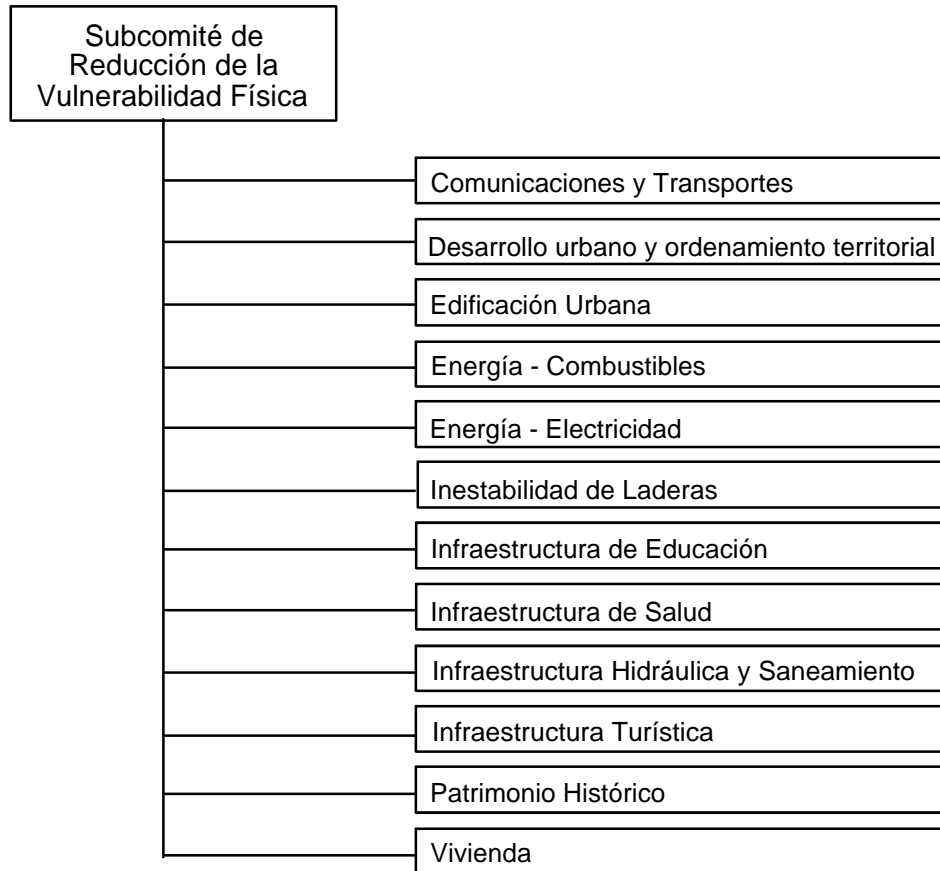 Subcomité de
Reducción de la
Vulnerabilidad Física
Comunicaciones y Transportes
Desarrollo urbano y ordenamiento territorial
Edificación Urbana
Energía - Combustibles
Energía - Electricidad
Inestabilidad de Laderas
Infraestructura de Educación
Infraestructura de Salud
Infraestructura Hidráulica y Saneamiento
Infraestructura Turística
Patrimonio Histórico
Vivienda